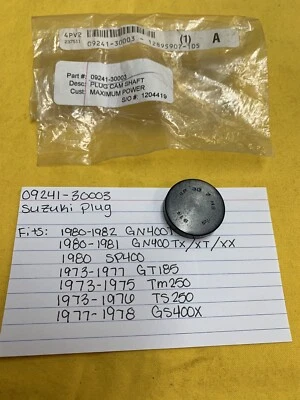 4PV2 (1) A
09241-30003 - 42895907-105
Part #: 09241-30003
Desc: PLUG CAM SHAFT
Cust: MAXIMUM POWER
S/O #: 1204419
09241-30003
Suzuki Plug
Fits: 1980-1982 GN400T
1980-1981 GN400TX/XT/XX
1980 SP400
1973-1977 GT185
1973-1975 Tm250
1973-1976 TS250
1977-1978 GS400X